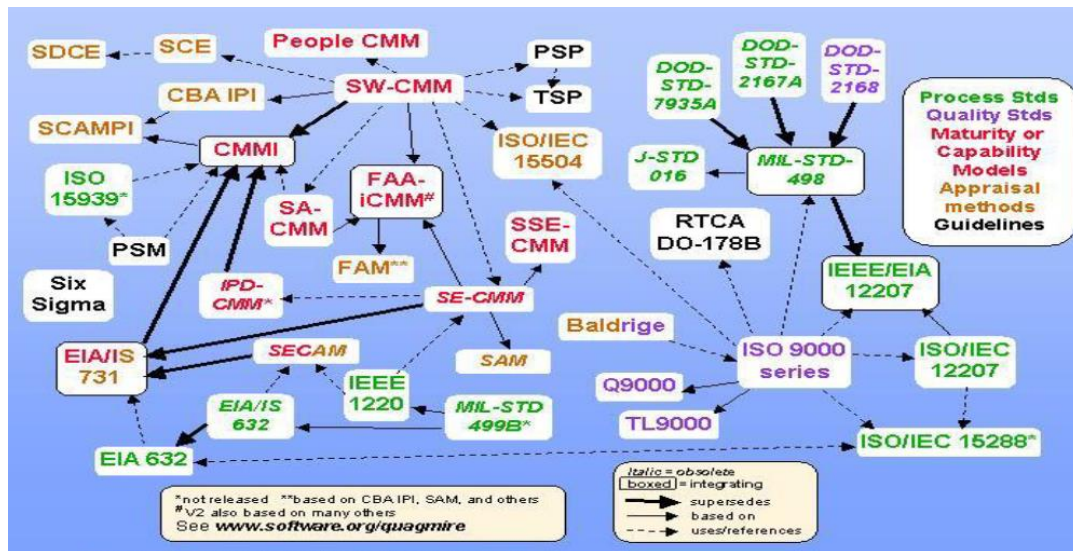 SDCE
SCE
People CMM
PSP
DOD-
STD-
7935A
DOD-
STD-
2167A
DOD-
STD-
2168
SW-CMM
TSP
CBA IPI
SCAMPI
CMMI
ISO/IEC
15504
J-STD
016
MIL-STD-
498
Process Stds
Quality Stds
Maturity or
Capability
Models
Appraisal
methods
Guidelines
ISO
15939*
FAA-
iCMM#
SA-
CMM
SSE-
CMM
RTCA
DO-178B
PSM
FAM**
IEEE/EIA
12207
Six
Sigma
IPD-
CMM*
SE-CMM
Baldrige
EIA/IS
731
SECAM
SAM
ISO 9000
series
ISO/IEC
12207
IEEE
1220
Q9000
EIA/IS
632
MIL-STD
499B*
TL9000
EIA 632
ISO/IEC 15288*
*not released **based on CBA IPI, SAM, and others
#V2 also based on many others
See www.software.org/quagmire
Italic = obsolete
boxed = integrating
supersedes
based on
uses/references